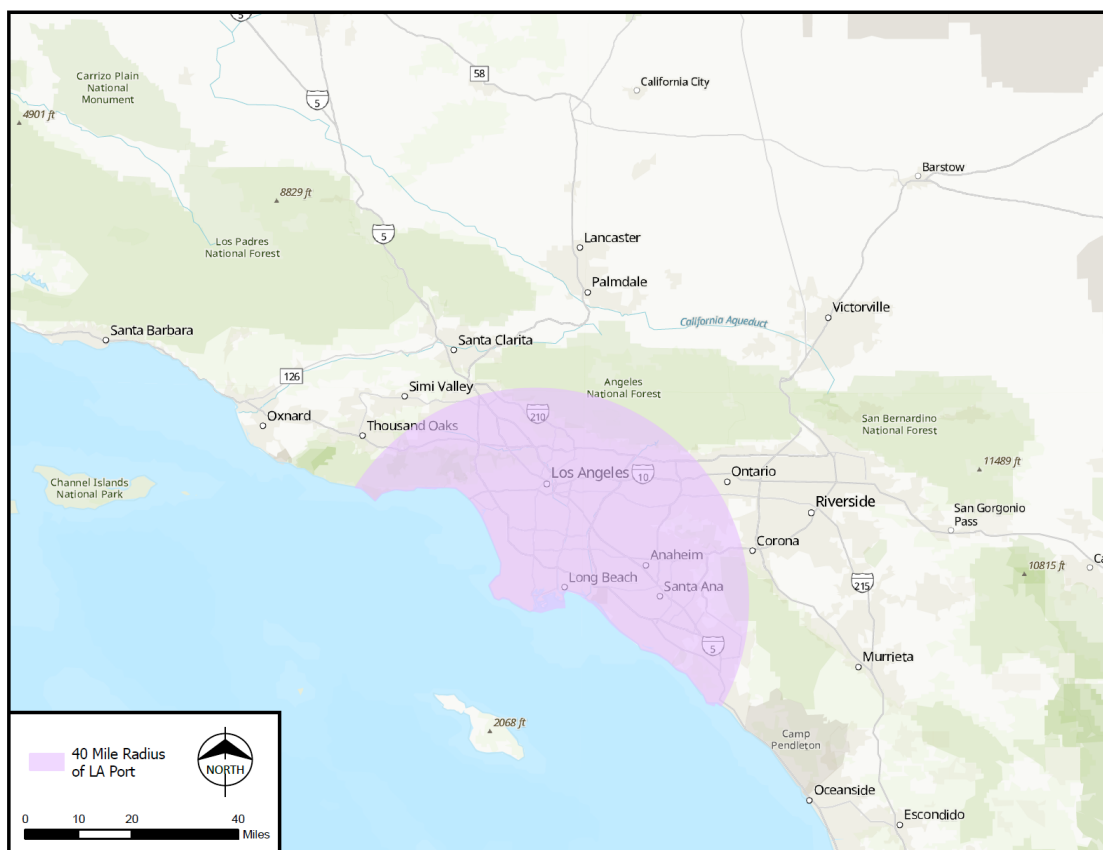 5
Carrizo Plain
National
Monument
58
California City
5
4901 ft
Barstow
8829 ft
5
Los Padres
National Forest
Lancaster
Palmdale
Victorville
California Aqueduct
Santa Barbara
Santa Clarita
126
Simi Valley
Angeles
National Forest
210
San Bernardino
National Forest
Oxnard
Thousand Oaks
Los Angeles
10
Ontario
11489 ft
Channel Islands
National Park
Riverside
San Gorgonio
Pass
Corona
Anaheim
Ca
10815 ft
Long Beach
Santa Ana
215
5
Murrieta
2068 ft
Camp
Pendleton
Oceanside
Escondido
40 Mile Radius
of LA Port
NORTH
0 10 20 40
Miles